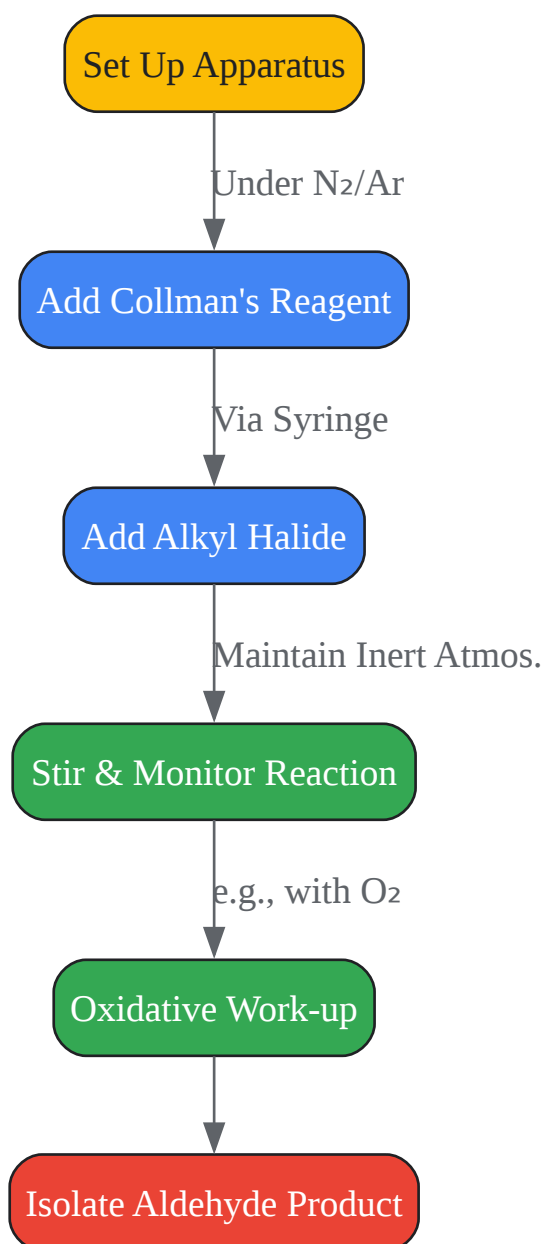 Set Up Apparatus
Under N₂/Ar
Add Collman's Reagent
Via Syringe
Add Alkyl Halide
Maintain Inert Atmos.
Stir & Monitor Reaction
e.g., with O₂
Oxidative Work-up
Isolate Aldehyde Product